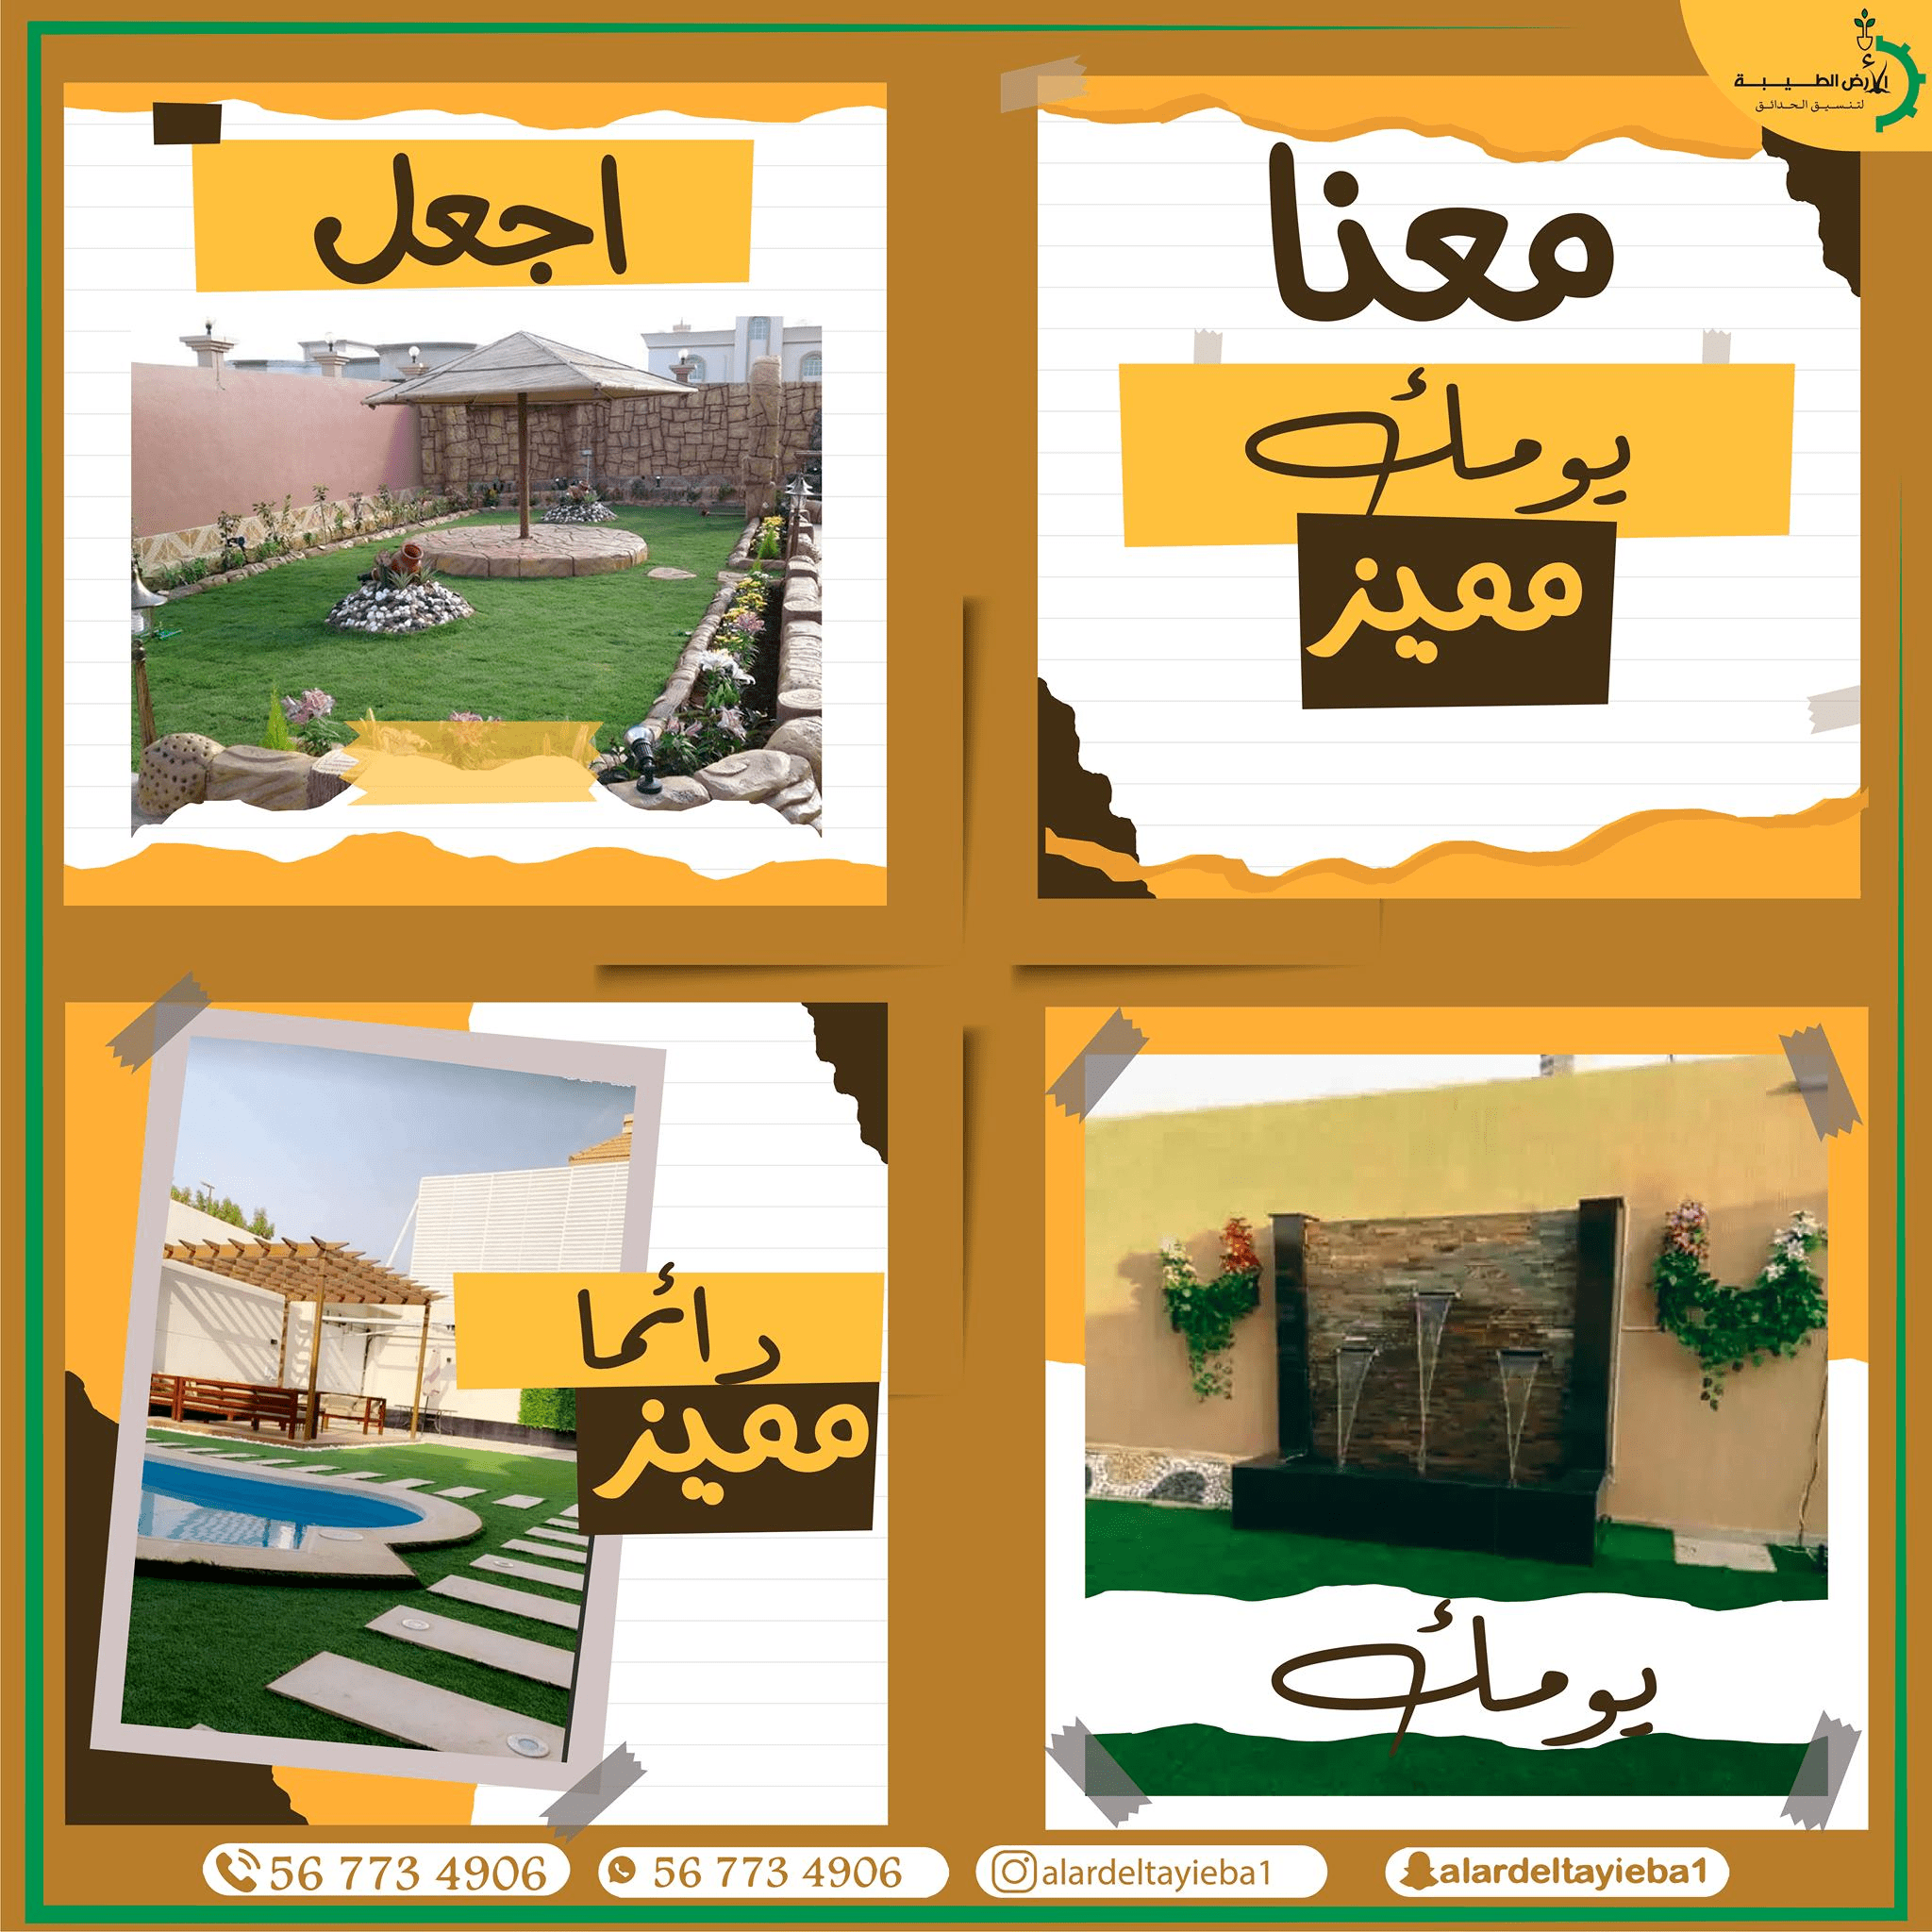 الأرض الطيبة
لتنسيق الحدائق
معنا
يومك
مميز
اجعل
يومك
دائما
مميز
56 773 4906
56 773 4906
alardeltayieba1
alardeltayieba1